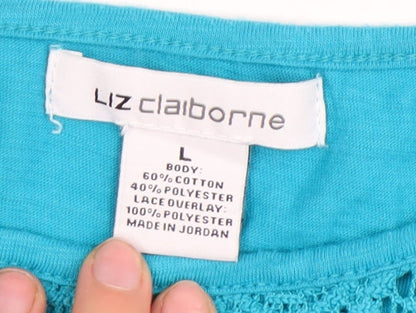 LIZ claiborne
L
BODY:
60% COTTON
40% POLYESTER
LACE OVERLAY:
100% POLYESTER
MADE IN JORDAN